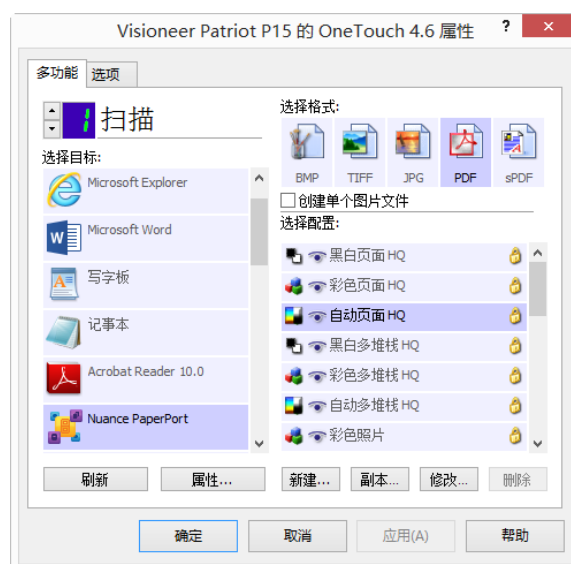 Visioneer Patriot P15 的 OneTouch 4.6 属性
多功能 选项
1 扫描
选择目标:
Microsoft Explorer
Microsoft Word
写字板
记事本
Acrobat Reader 10.0
Nuance PaperPort
刷新 属性...
选择格式:
BMP TIFF JPG PDF sPDF
创建单个图片文件
选择配置:
黑白页面 HQ
彩色页面 HQ
自动页面 HQ
黑白多堆栈 HQ
彩色多堆栈 HQ
自动多堆栈 HQ
彩色照片
新建... 副本... 修改... 删除
确定 取消 应用(A) 帮助